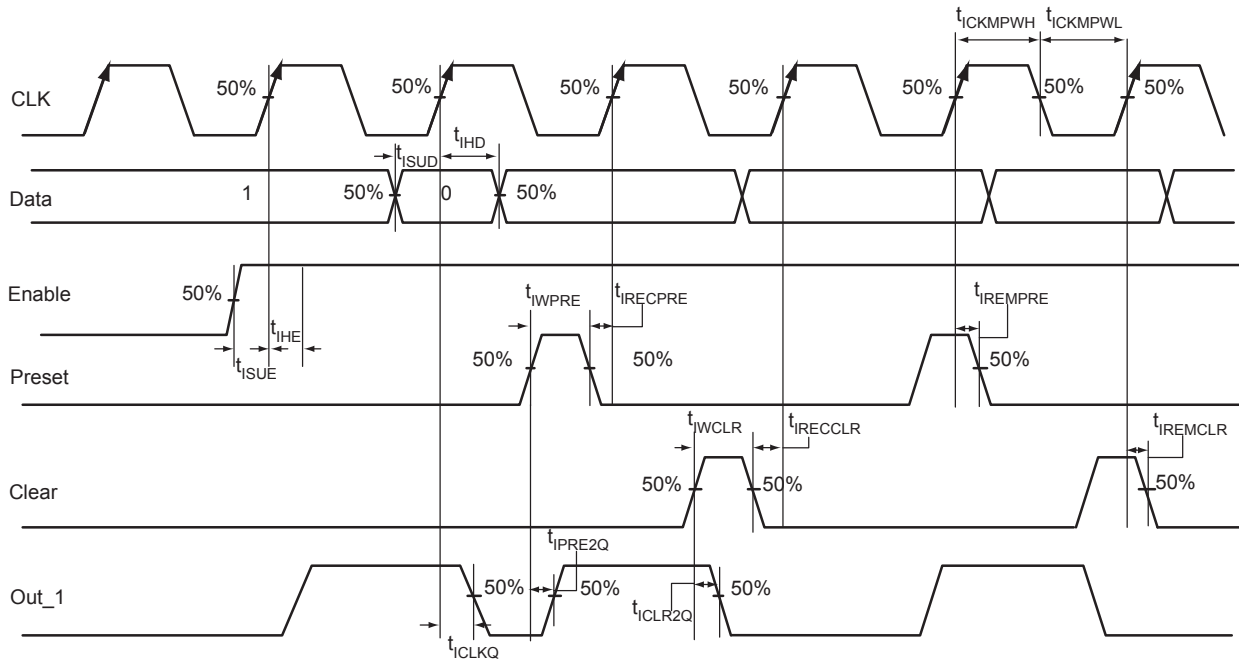 tICKMPWH tICKMPWL
CLK 50% 50% 50% 50% 50% 50% 50%
tISUD tIHD
Data 1 50% 0 50%
Enable 50%
tIHE tISUE
tIWPRE tIRECPRE tIREMPRE
Preset 50% 50% 50%
tIWCLR tIRECCLR tIREMCLR
Clear 50% 50% 50%
tIPRE2Q
Out_1 50% 50% 50%
tICLR2Q
tICLKQ